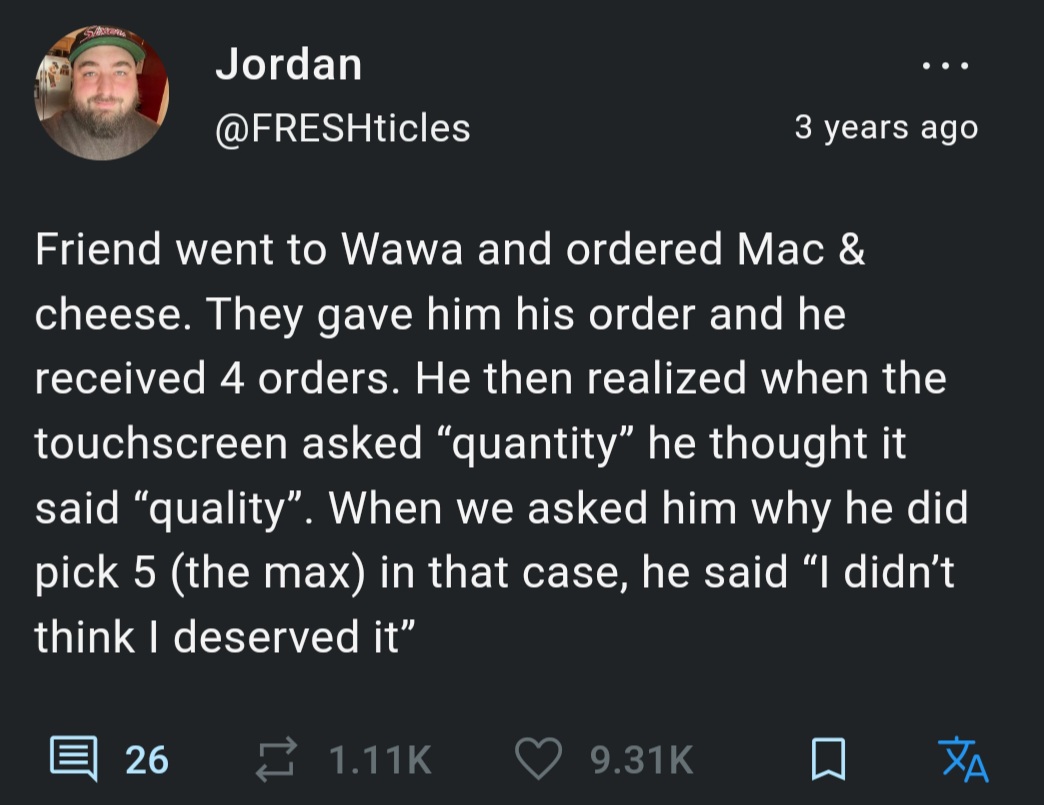 Jordan
...
@FRESHticles
3 years ago
Friend went to Wawa and ordered Mac &
cheese. They gave him his order and he
received 4 orders. He then realized when the
touchscreen asked “quantity” he thought it
said “quality”. When we asked him why he did
pick 5 (the max) in that case, he said “I didn’t
think I deserved it”
26
1.11K
9.31K